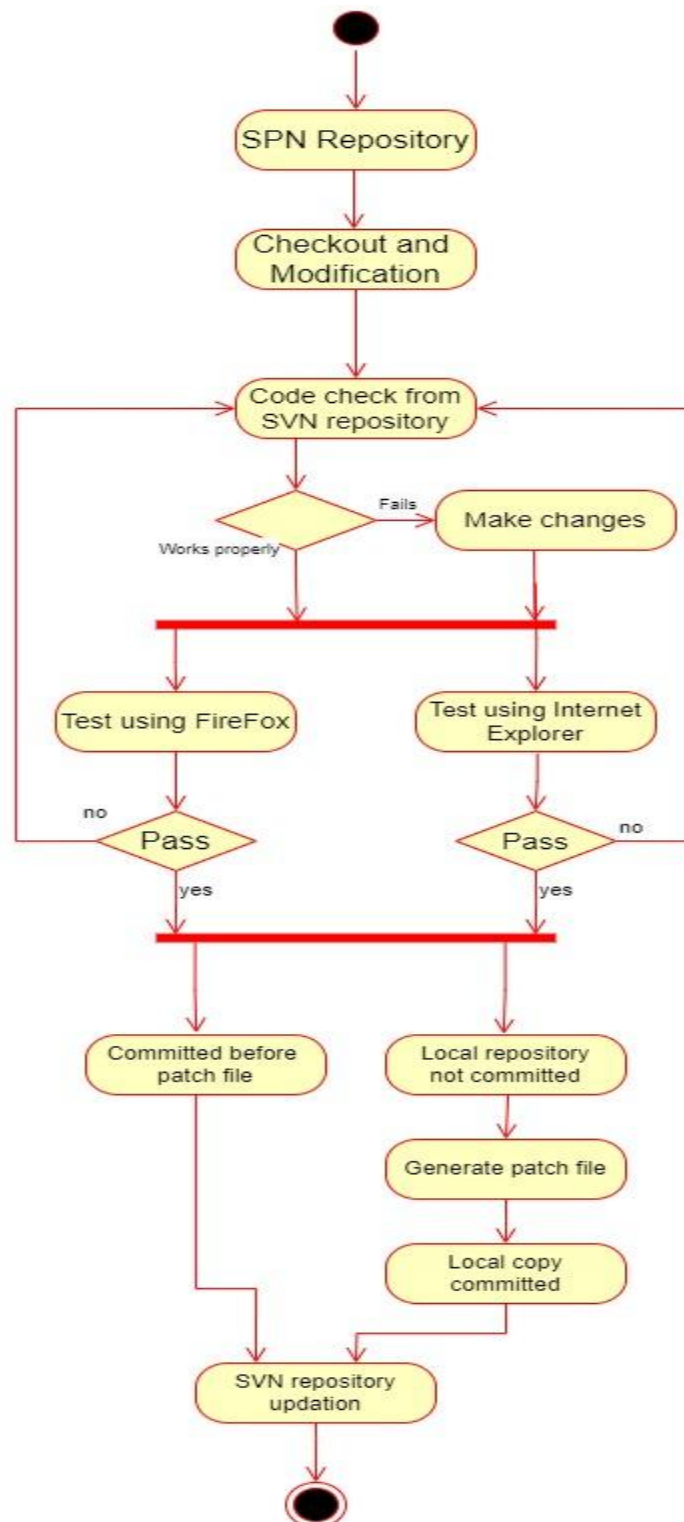 SPN Repository
Checkout and
Modification
Code check from
SVN repository
Fails
Make changes
Works properly
Test using FireFox
Test using Internet
Explorer
no
Pass
Pass
no
yes
yes
Committed before
patch file
Local repository
not committed
Generate patch file
Local copy
committed
SVN repository
updation